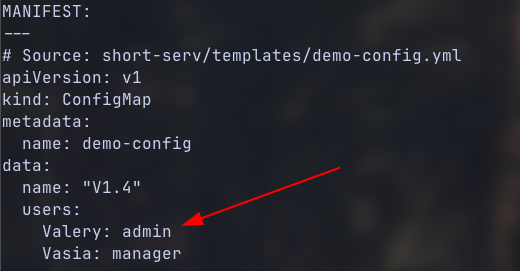 MANIFEST:
---
# Source: short-serv/templates/demo-config.yml
apiVersion: v1
kind: ConfigMap
metadata:
  name: demo-config
data:
  name: "V1.4"
  users:
    Valery: admin
    Vasia: manager